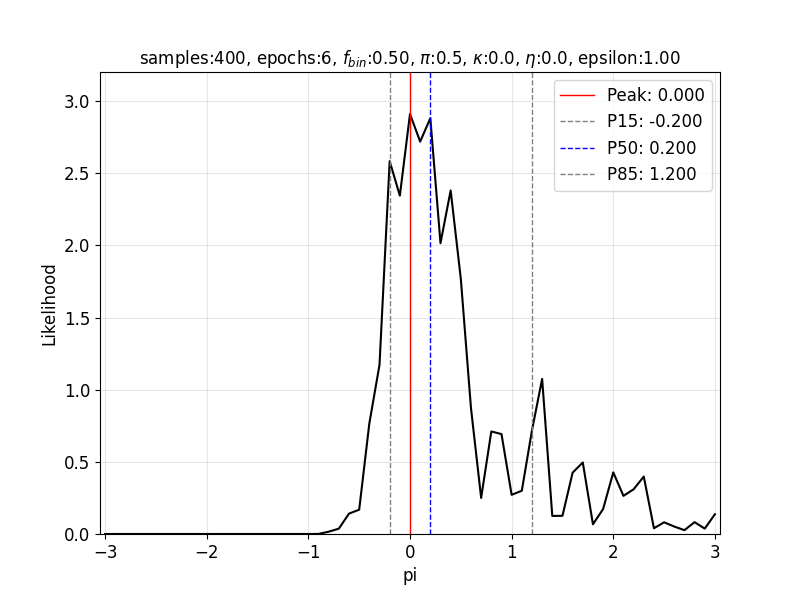 samples:400, epochs:6, f_bin:0.50, π:0.5, κ:0.0, η:0.0, epsilon:1.00
Peak: 0.000
P15: -0.200
P50: 0.200
P85: 1.200
Likelihood
3.0
2.5
2.0
1.5
1.0
0.5
0.0
−3 −2 −1 0 1 2 3
pi